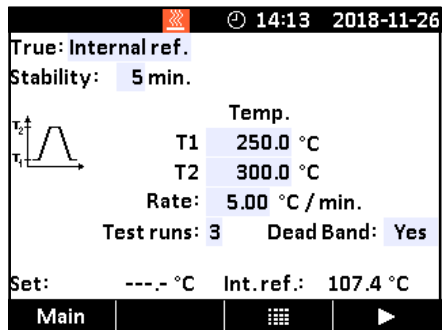 14:13 2018-11-26
True: Internal ref.
Stability: 5 min.
Temp.
T₂
T₁
T1 250.0 °C
T2 300.0 °C
Rate: 5.00 °C / min.
Test runs: 3 Dead Band: Yes
Set: ---.- °C Int.ref.: 107.4 °C
Main